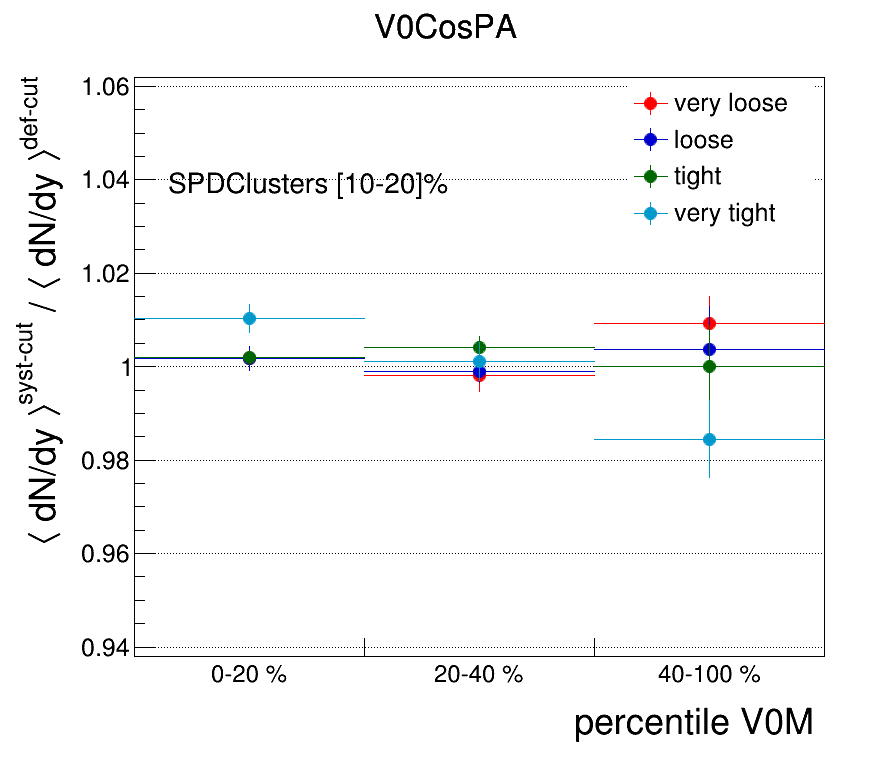 V0CosPA
⟨ dN/dy ⟩^syst-cut / ⟨ dN/dy ⟩^def-cut
1.06
1.04
1.02
1
0.98
0.96
0.94
SPDClusters [10-20]%
very loose
loose
tight
very tight
0-20 %
20-40 %
40-100 %
percentile V0M